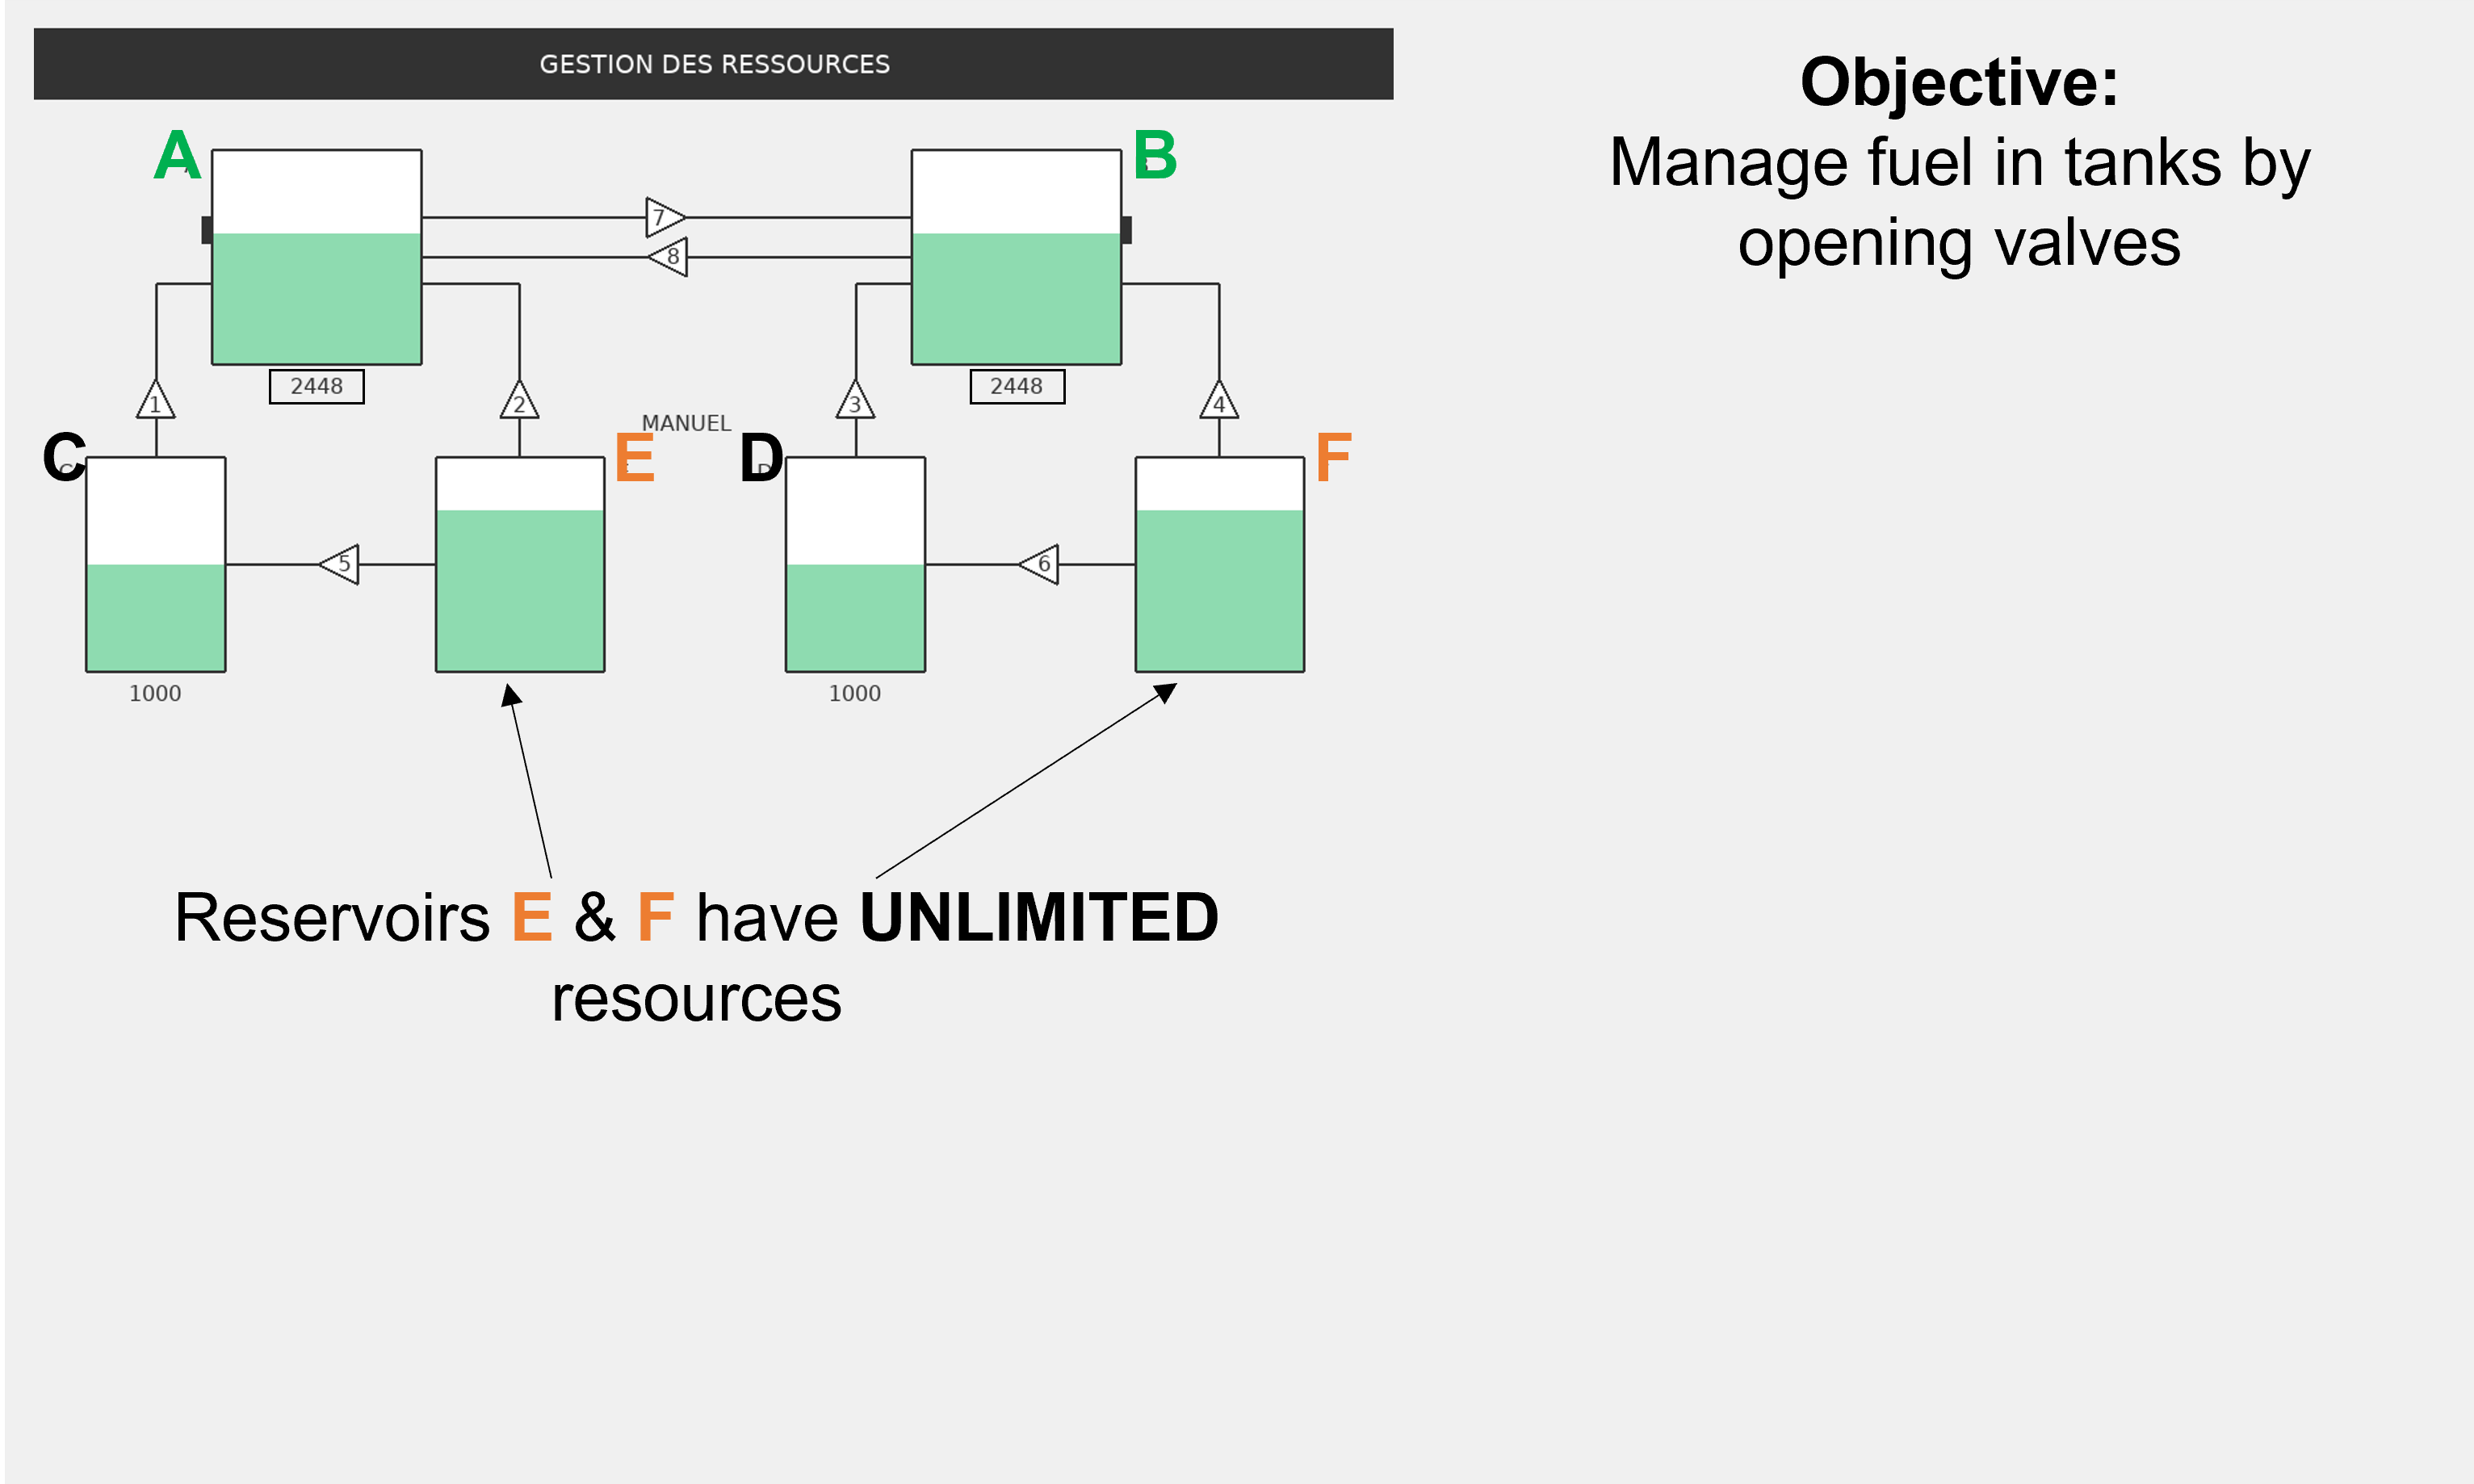 GESTION DES RESSOURCES
Objective:
Manage fuel in tanks by
opening valves
A
B
7
8
2448
2448
1
2
3
4
MANUEL
C
E
D
F
5
6
1000
1000
Reservoirs E & F have UNLIMITED
resources